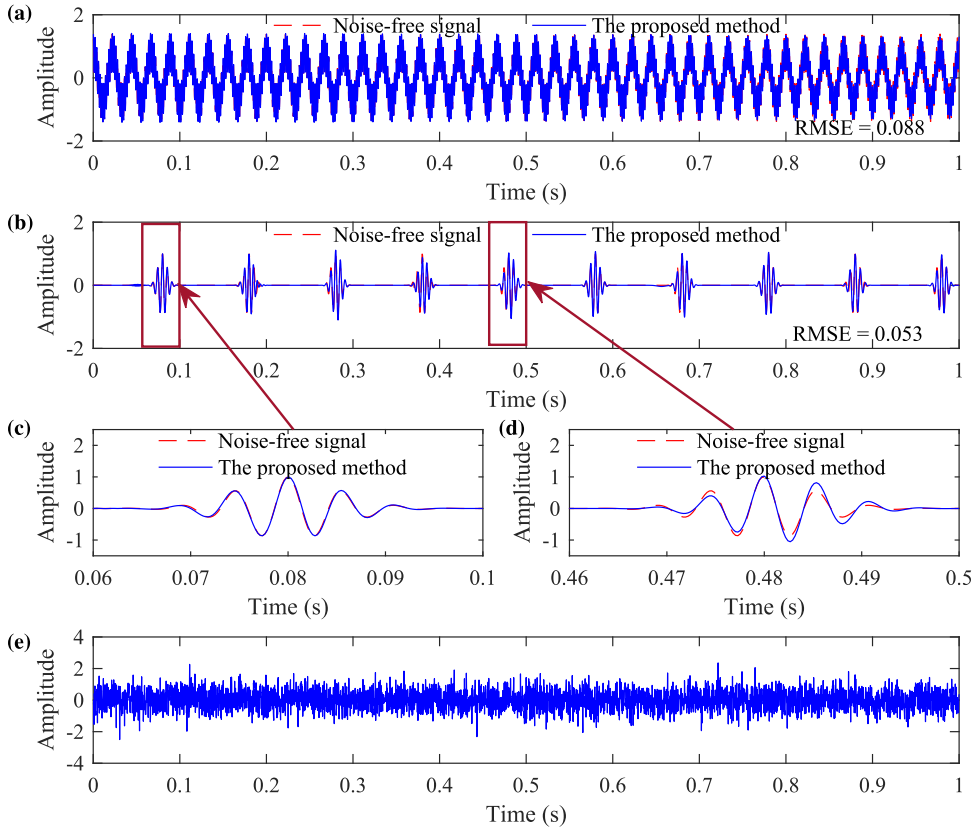 (a)
Noise-free signal The proposed method
Amplitude
2
0
-2
RMSE = 0.088
0 0.1 0.2 0.3 0.4 0.5 0.6 0.7 0.8 0.9 1
Time (s)
(b)
Noise-free signal The proposed method
Amplitude
2
0
-2
RMSE = 0.053
0 0.1 0.2 0.3 0.4 0.5 0.6 0.7 0.8 0.9 1
Time (s)
(c)
Noise-free signal
The proposed method
Amplitude
2
1
0
-1
0.06 0.07 0.08 0.09 0.1
Time (s)
(d)
Noise-free signal
The proposed method
Amplitude
2
1
0
-1
0.46 0.47 0.48 0.49 0.5
Time (s)
(e)
Amplitude
4
2
0
-2
-4
0 0.1 0.2 0.3 0.4 0.5 0.6 0.7 0.8 0.9 1
Time (s)